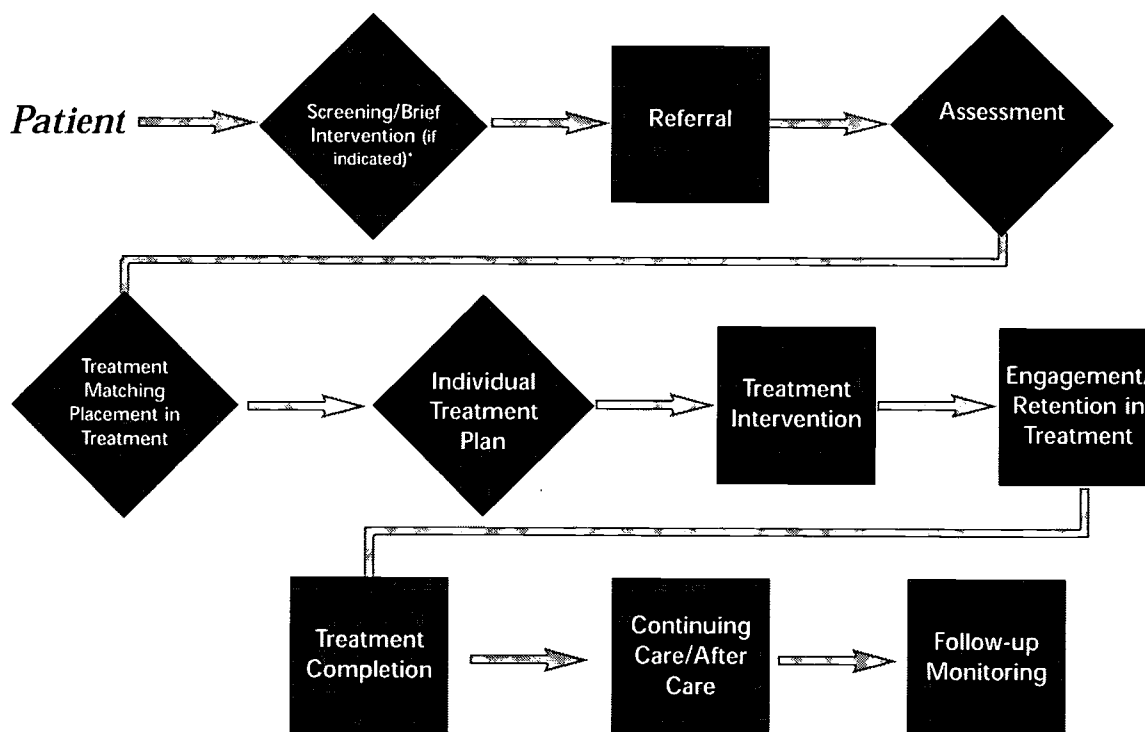 Patient
Screening/Brief
Intervention (if
indicated)*
Referral
Assessment
Treatment
Matching
Placement in
Treatment
Individual
Treatment
Plan
Treatment
Intervention
Engagement/
Retention in
Treatment
Treatment
Completion
Continuing
Care/After
Care
Follow-up
Monitoring